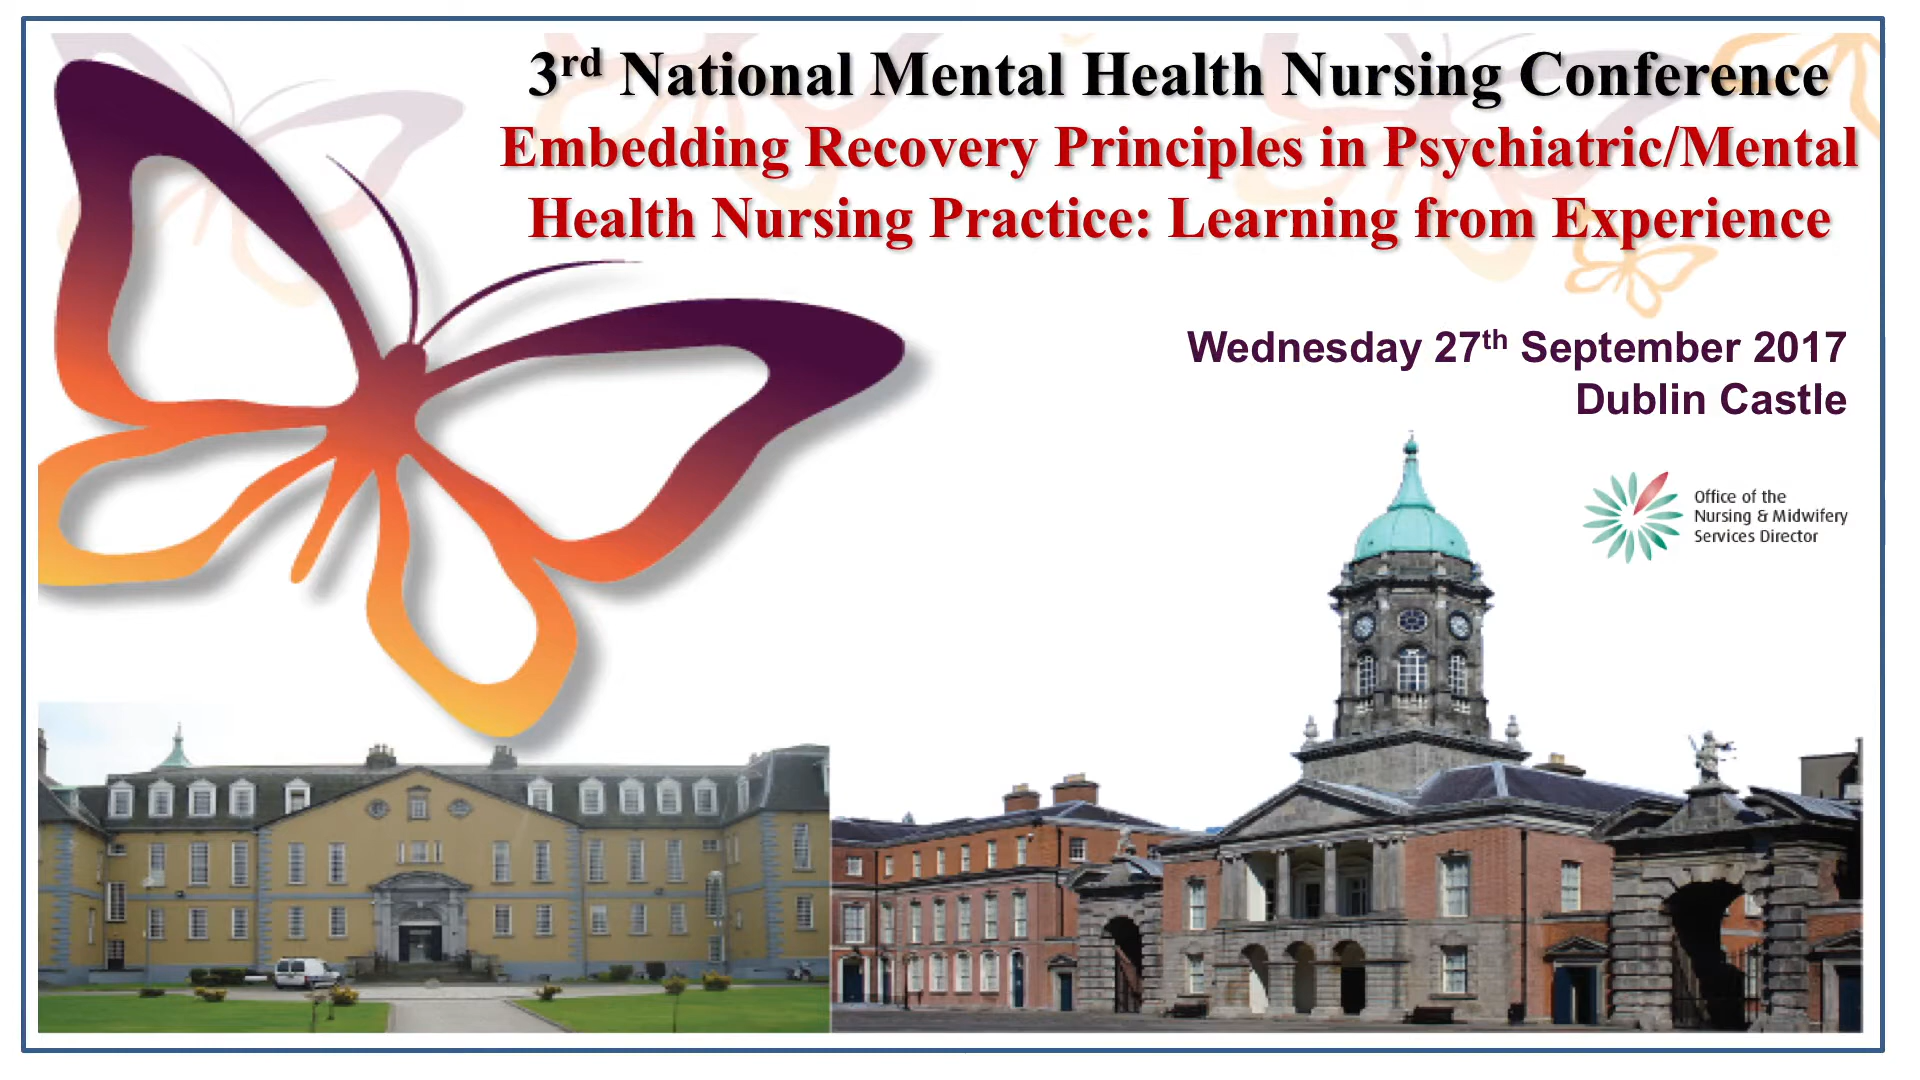 3rd National Mental Health Nursing Conference
Embedding Recovery Principles in Psychiatric/Mental
Health Nursing Practice: Learning from Experience
Wednesday 27th September 2017
Dublin Castle
Office of the
Nursing & Midwifery
Services Director